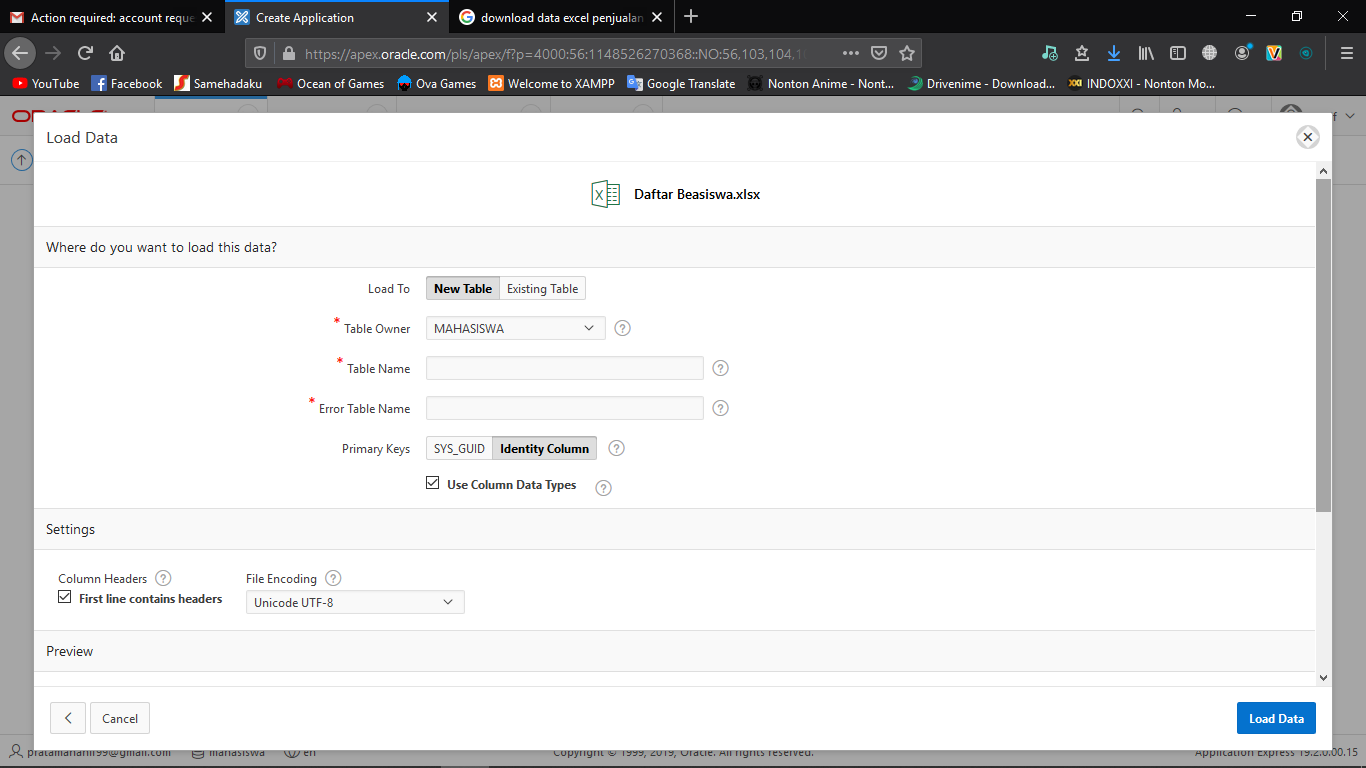 Action required: account reque
Create Application
download data excel penjualan
https://apex.oracle.com/pls/apex/f?p=4000:56:1148526270368::NO:56,103,104,1
YouTube
Facebook
Samehadaku
Ocean of Games
Ova Games
Welcome to XAMPP
Google Translate
Nonton Anime - Nont...
Drivenime - Download...
INDOXXI - Nonton Mo...
Load Data
Daftar Beasiswa.xlsx
Where do you want to load this data?
Load To New Table Existing Table
* Table Owner MAHASISWA ?
* Table Name ?
* Error Table Name ?
Primary Keys SYS_GUID Identity Column ?
Use Column Data Types ?
Settings
Column Headers ? File Encoding ?
First line contains headers Unicode UTF-8
Preview
Cancel Load Data
mahasiswa en Copyright © 1999, 2019, Oracle. All rights reserved. Application Express 19.2.0.00.15